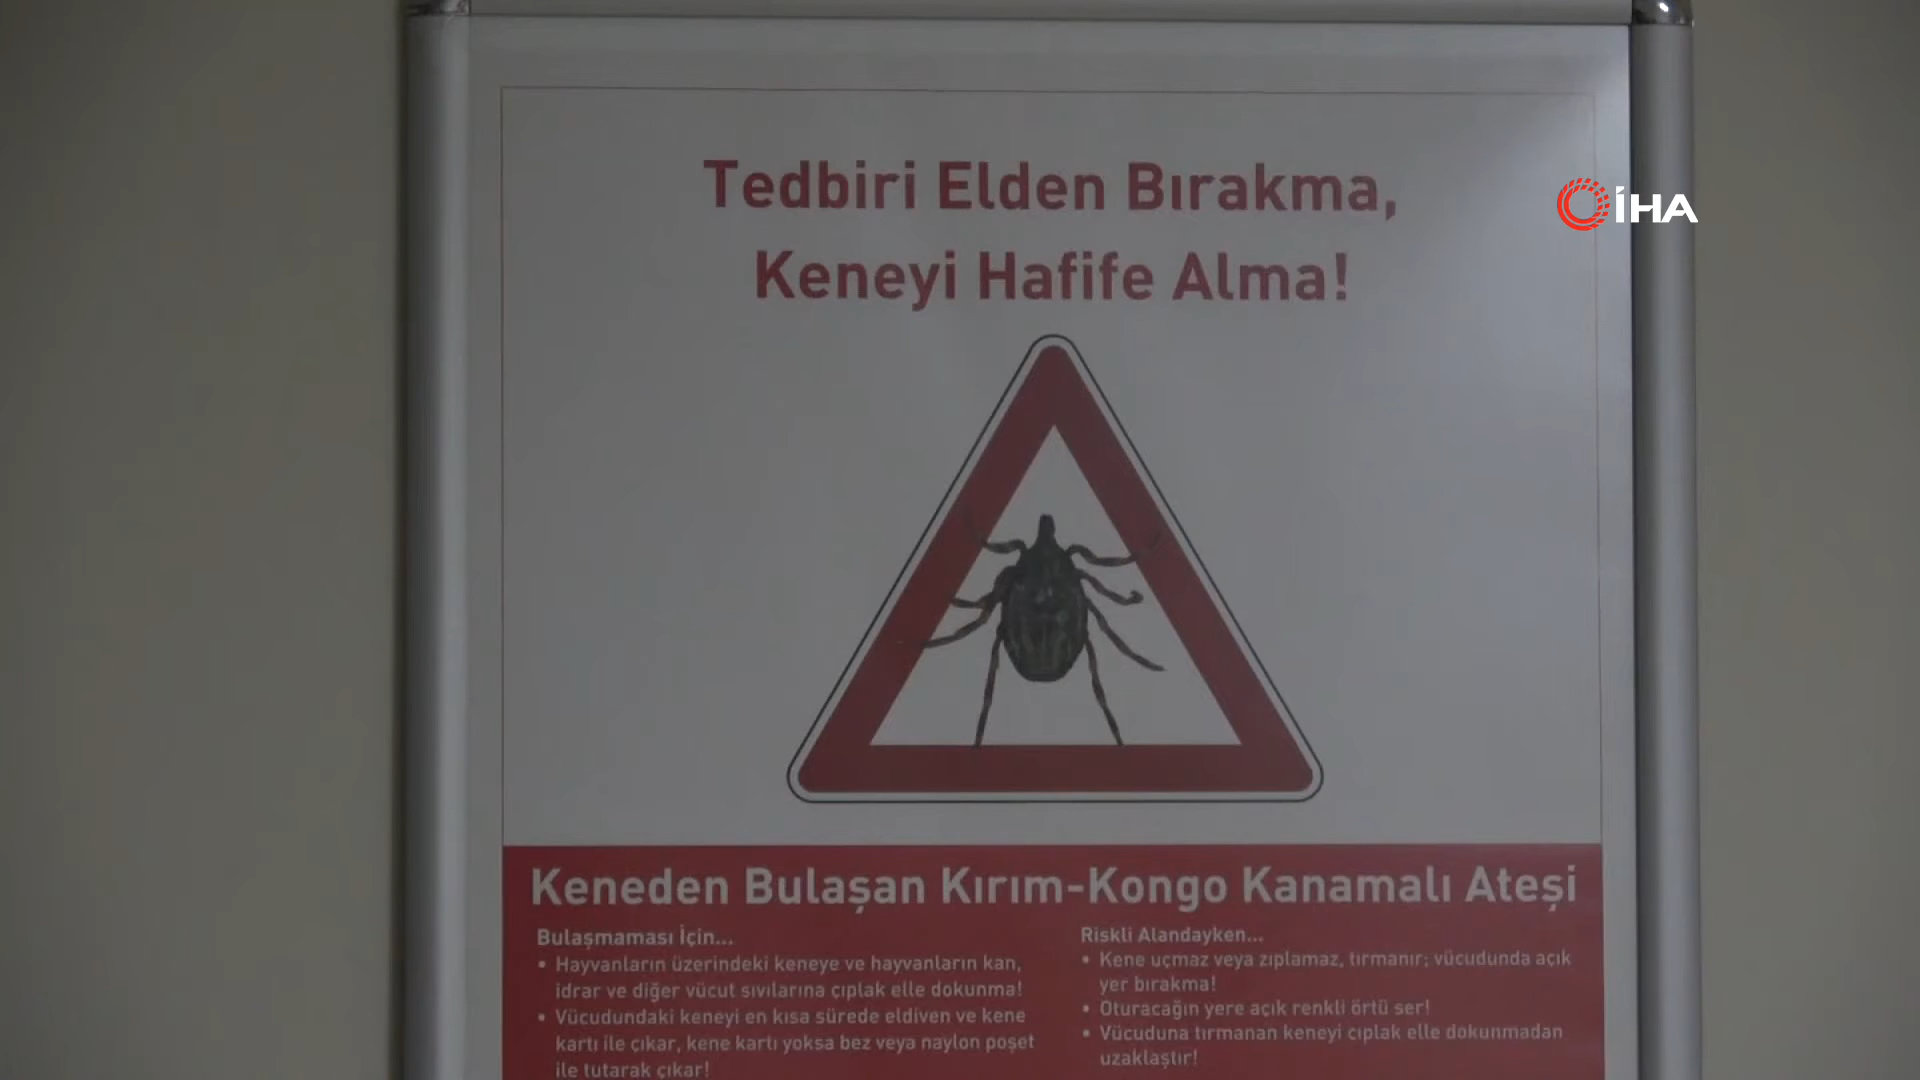 Tedbiri Elden Bırakma,
Keneyi Hafife Alma!
İHA
Keneden Bulaşan Kırım-Kongo Kanamalı Ateşi
Bulaşmaması İçin...
• Hayvanların üzerindeki keneye ve hayvanların kan,
idrar ve diğer vücut sıvılarına çıplak elle dokunma!
• Vücudundaki keneyi en kısa sürede eldiven ve kene
kartı ile çıkar, kene kartı yoksa bez veya naylon poşet
ile tutarak çıkar!
Riskli Alandayken...
• Kene uçmaz veya zıplamaz, tırmanır; vücudunda açık
yer bırakma!
• Oturacağın yere açık renkli örtü ser!
• Vücuduna tırmanan keneyi çıplak elle dokunmadan
uzaklaştır!